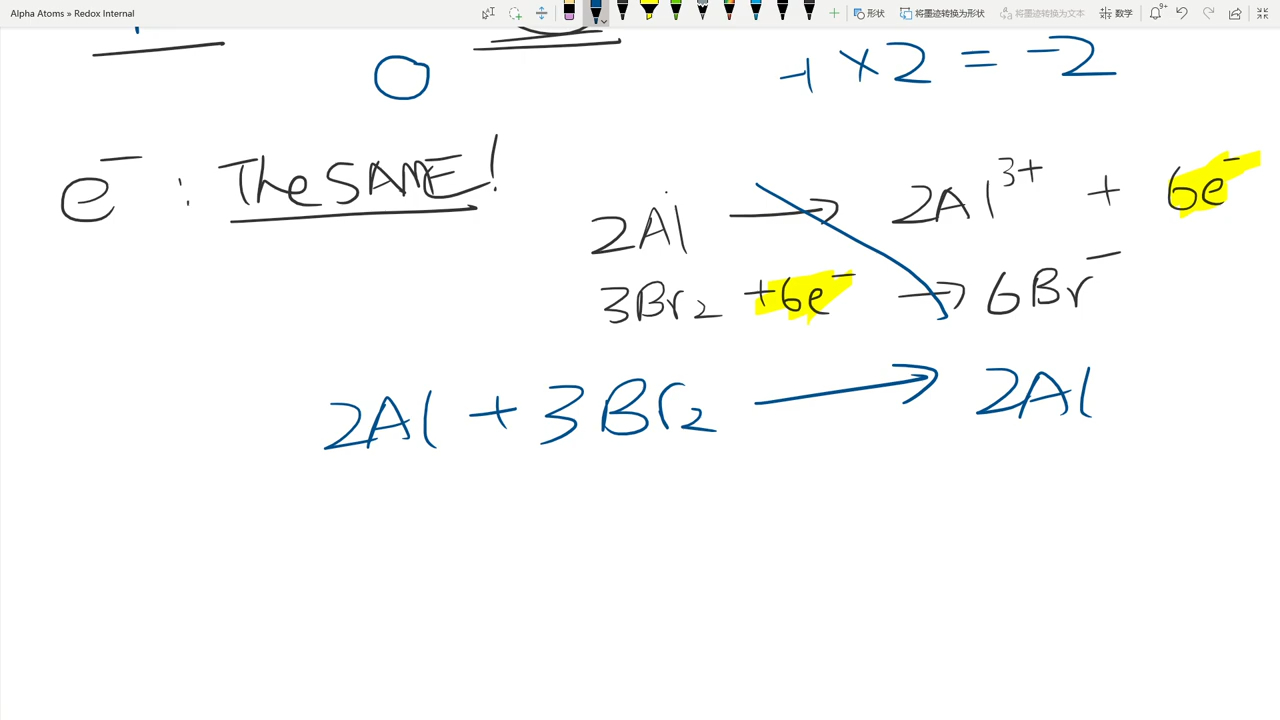 Alpha Atoms » Redox Internal
形状 将墨迹转换为形状 将墨迹转换为文本 数学 9+
0
-1 × 2 = -2
e⁻ : The SAME!
2Al → 2Al³⁺ + 6e⁻
3Br₂ +6e⁻ → 6Br⁻
2Al + 3Br₂ → 2Al